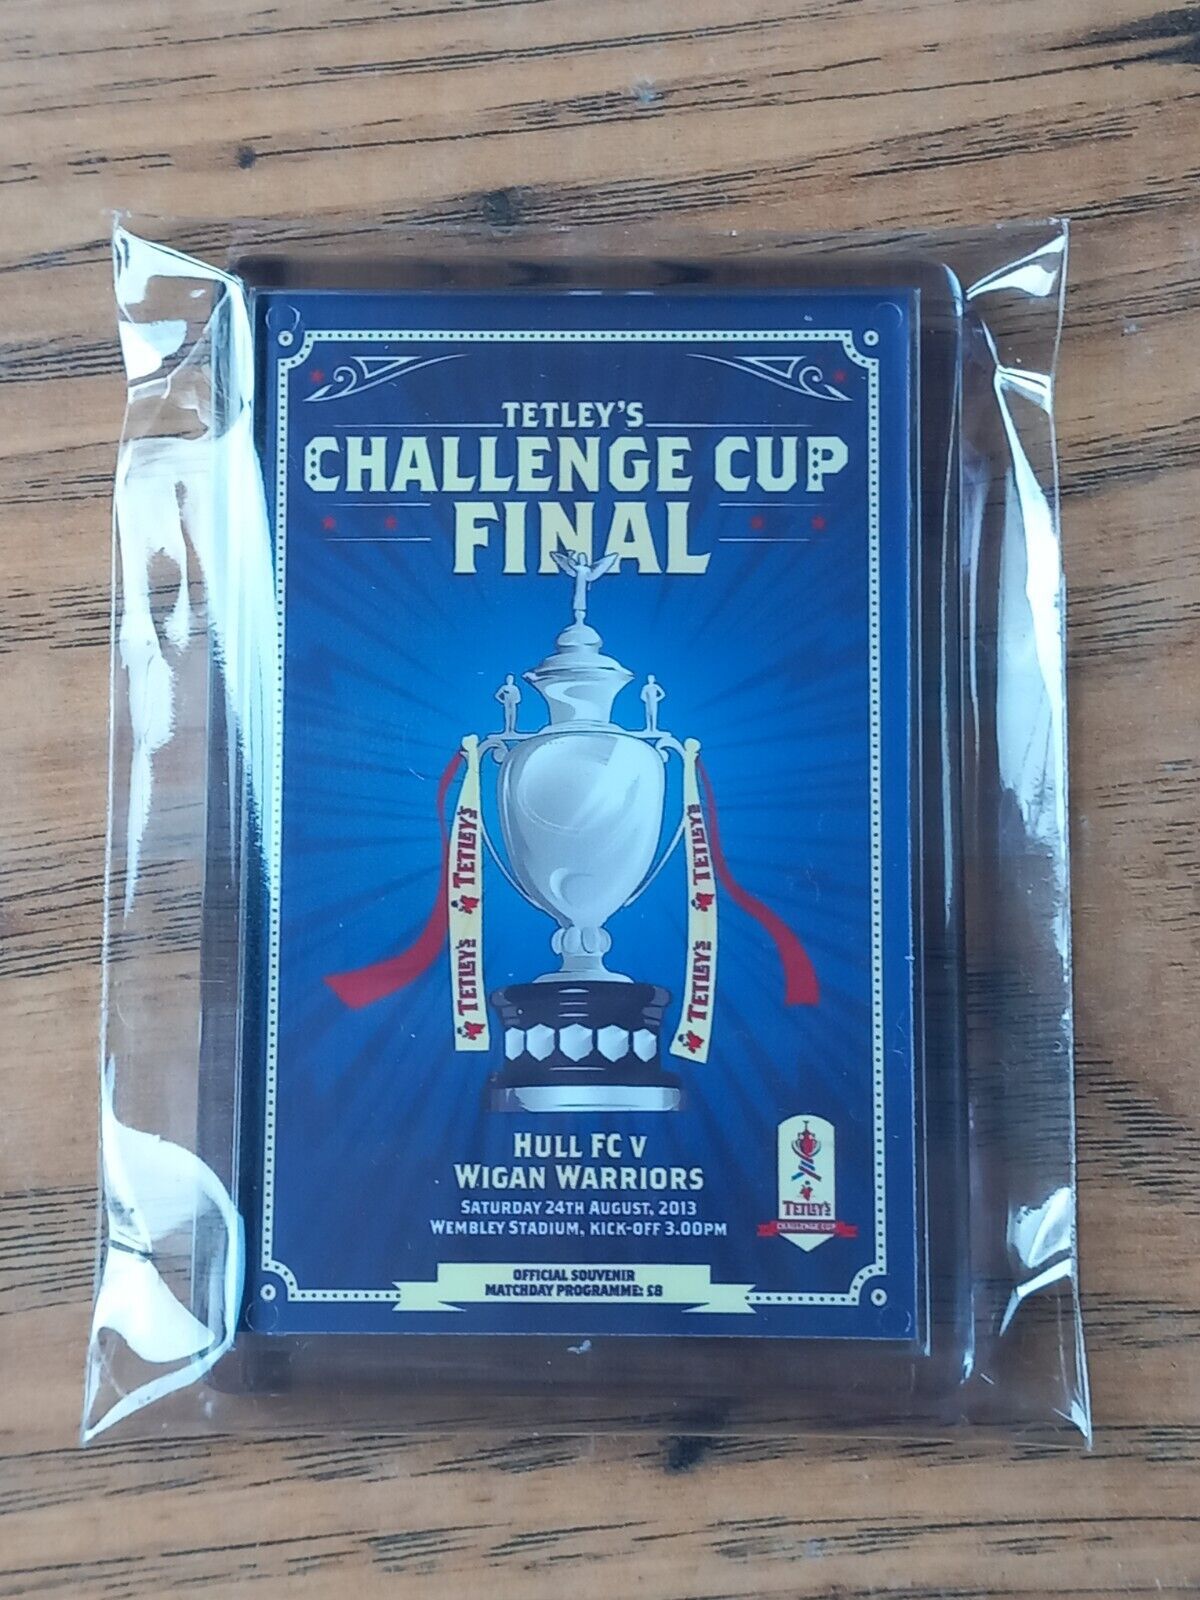 TETLEY'S
CHALLENGE CUP
FINAL
TETLEY'S
TETLEY'S
TETLEY'S
TETLEY'S
HULL FC V
WIGAN WARRIORS
SATURDAY 24TH AUGUST, 2013
WEMBLEY STADIUM, KICK-OFF 3.00PM
TETLEY'S
CHALLENGE CUP
OFFICIAL SOUVENIR
MATCHDAY PROGRAMME: £8